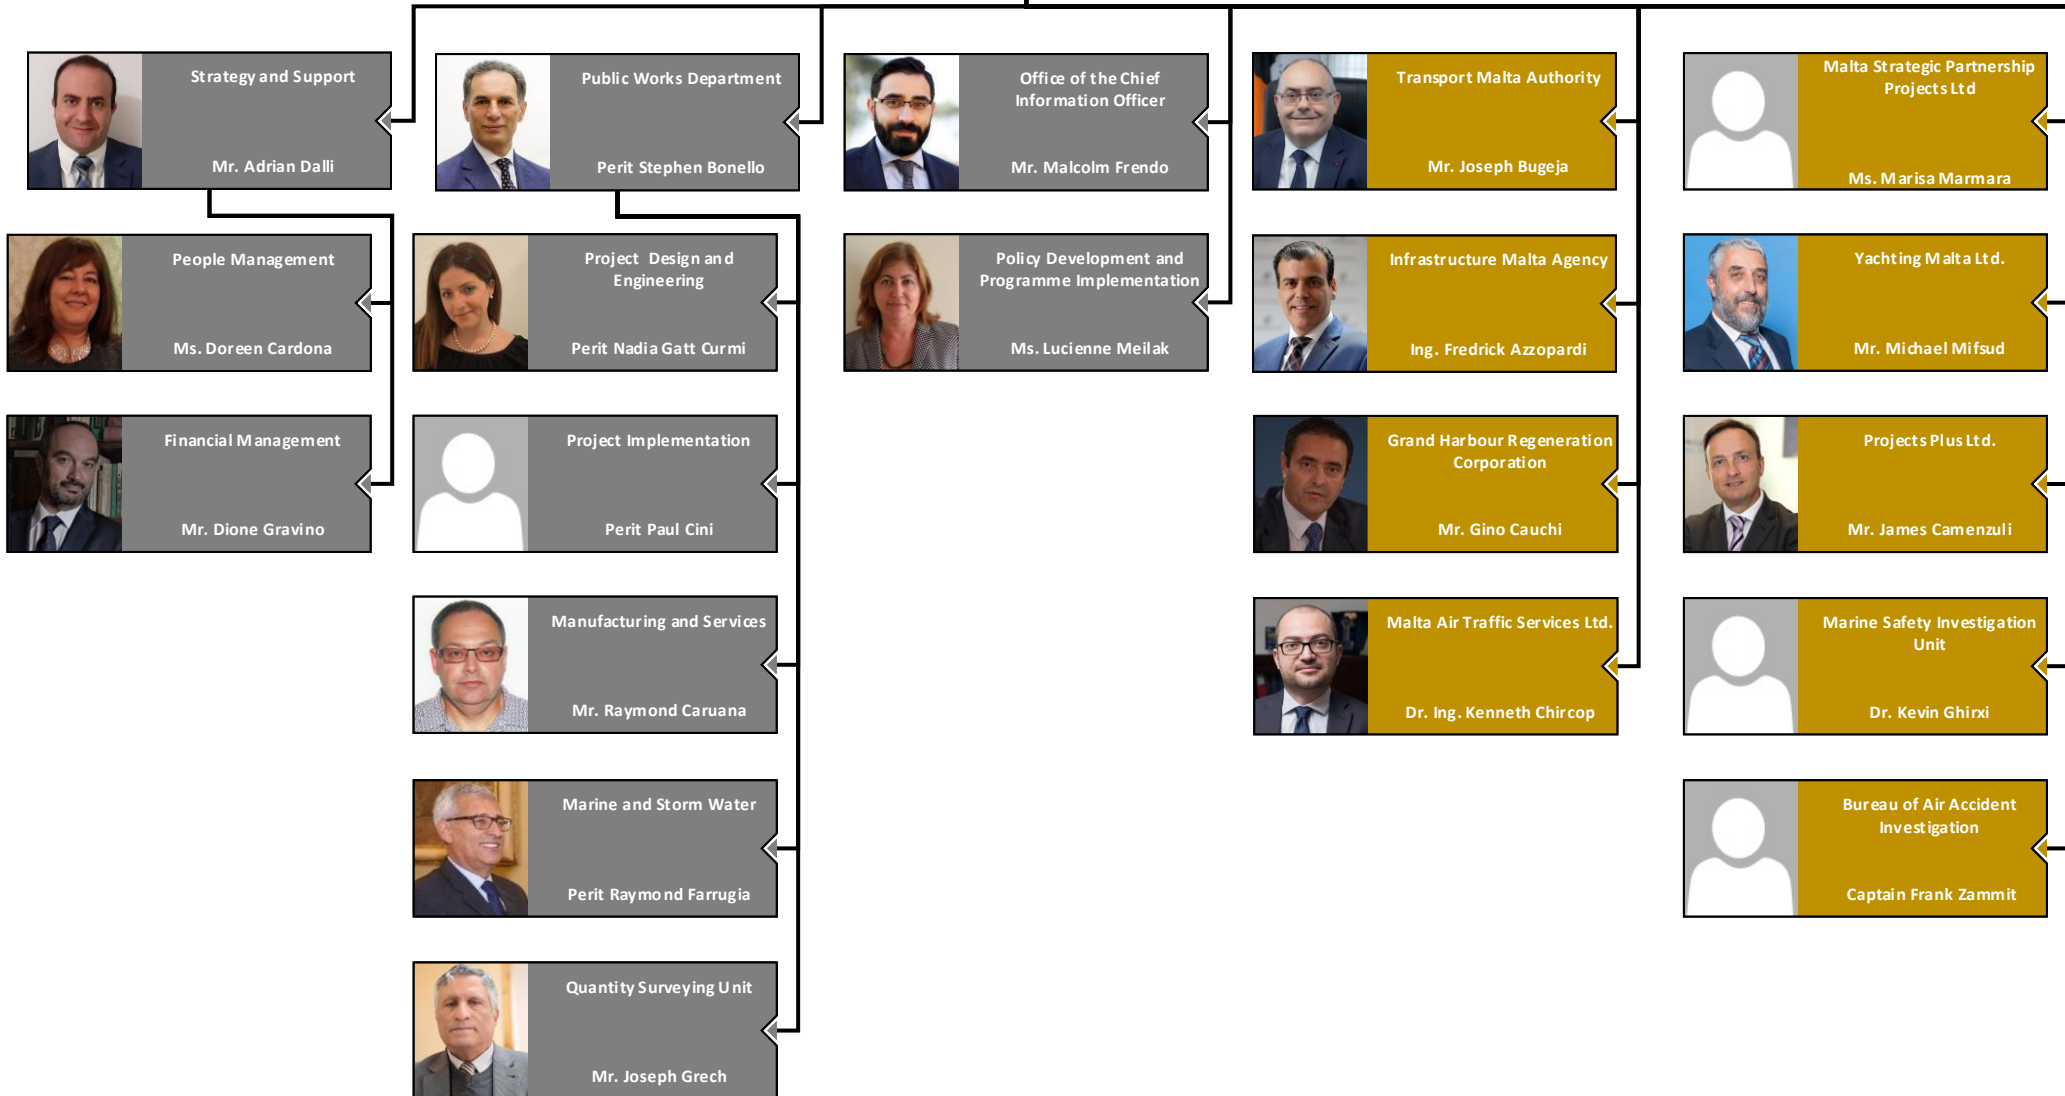 Strategy and Support
Mr. Adrian Dalli
People Management
Ms. Doreen Cardona
Financial Management
Mr. Dione Gravino
Public Works Department
Perit Stephen Bonello
Project Design and
Engineering
Perit Nadia Gatt Curmi
Project Implementation
Perit Paul Cini
Manufacturing and Services
Mr. Raymond Caruana
Marine and Storm Water
Perit Raymond Farrugia
Quantity Surveying Unit
Mr. Joseph Grech
Office of the Chief
Information Officer
Mr. Malcolm Frendo
Policy Development and
Programme Implementation
Ms. Lucienne Meilak
Transport Malta Authority
Mr. Joseph Bugeja
Infrastructure Malta Agency
Ing. Fredrick Azzopardi
Grand Harbour Regeneration
Corporation
Mr. Gino Cauchi
Malta Air Traffic Services Ltd.
Dr. Ing. Kenneth Chircop
Malta Strategic Partnership
Projects Ltd
Ms. Marisa Marmara
Yachting Malta Ltd.
Mr. Michael Mifsud
Projects Plus Ltd.
Mr. James Camenzuli
Marine Safety Investigation
Unit
Dr. Kevin Ghirxi
Bureau of Air Accident
Investigation
Captain Frank Zammit